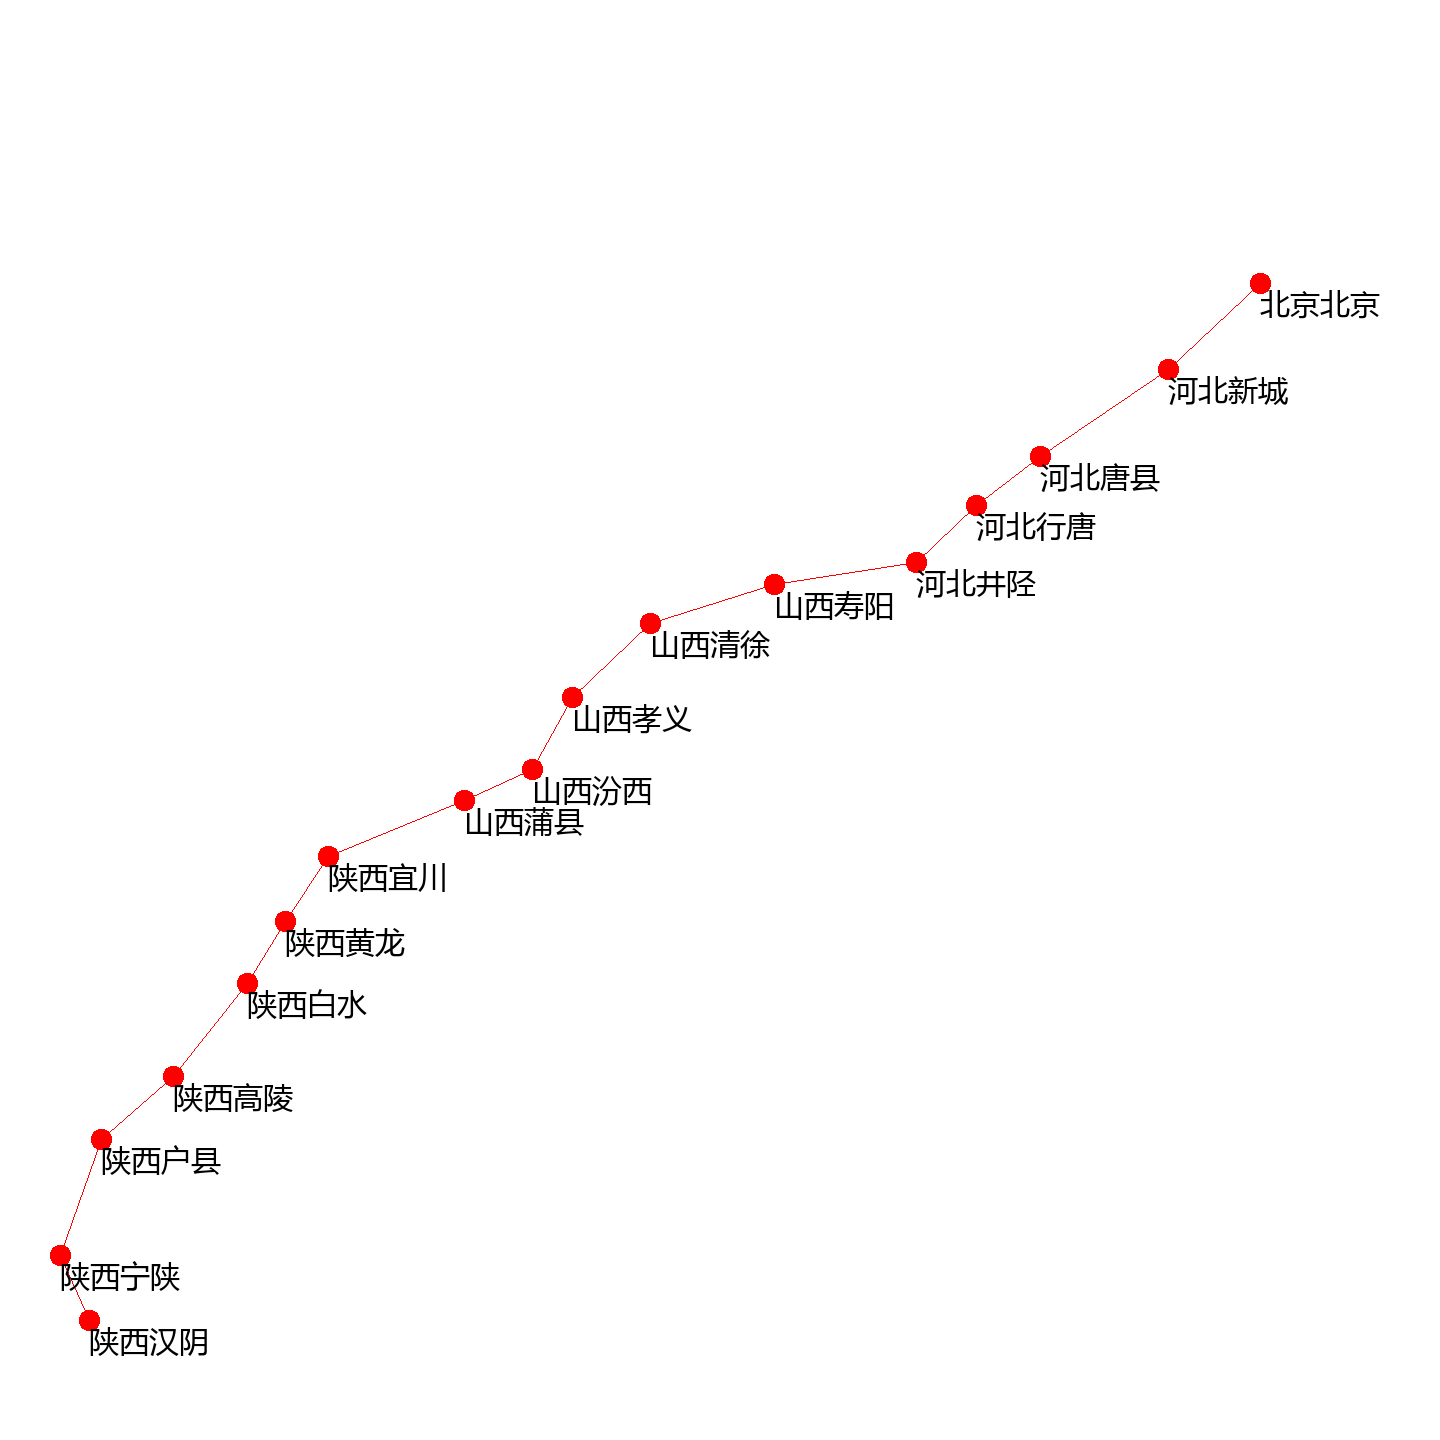 北京北京
河北新城
河北唐县
河北行唐
河北井陉
山西寿阳
山西清徐
山西孝义
山西汾西
山西蒲县
陕西宜川
陕西黄龙
陕西白水
陕西高陵
陕西户县
陕西宁陕
陕西汉阴